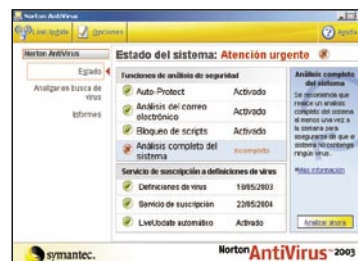 Norton AntiVirus
LiveUpdate
Opciones
Ayuda
Norton AntiVirus
Estado
Analizar en busca de virus
Informes
Estado del sistema: Atención urgente
Funciones de análisis de seguridad
Auto-Protect Activado
Análisis del correo electrónico Activado
Bloqueo de scripts Activado
Análisis completo del sistema Incompleto
Servicio de suscripción a definiciones de virus
Definiciones de virus 19/05/2003
Servicio de suscripción 22/05/2004
LiveUpdate automático Activado
Análisis completo del sistema
Se recomienda que
realice un análisis
completo del sistema
al menos una vez a
la semana para
asegurarse de que el
sistema no contenga
ningún virus.
Más información
Analizar ahora
symantec.
Norton AntiVirus 2003